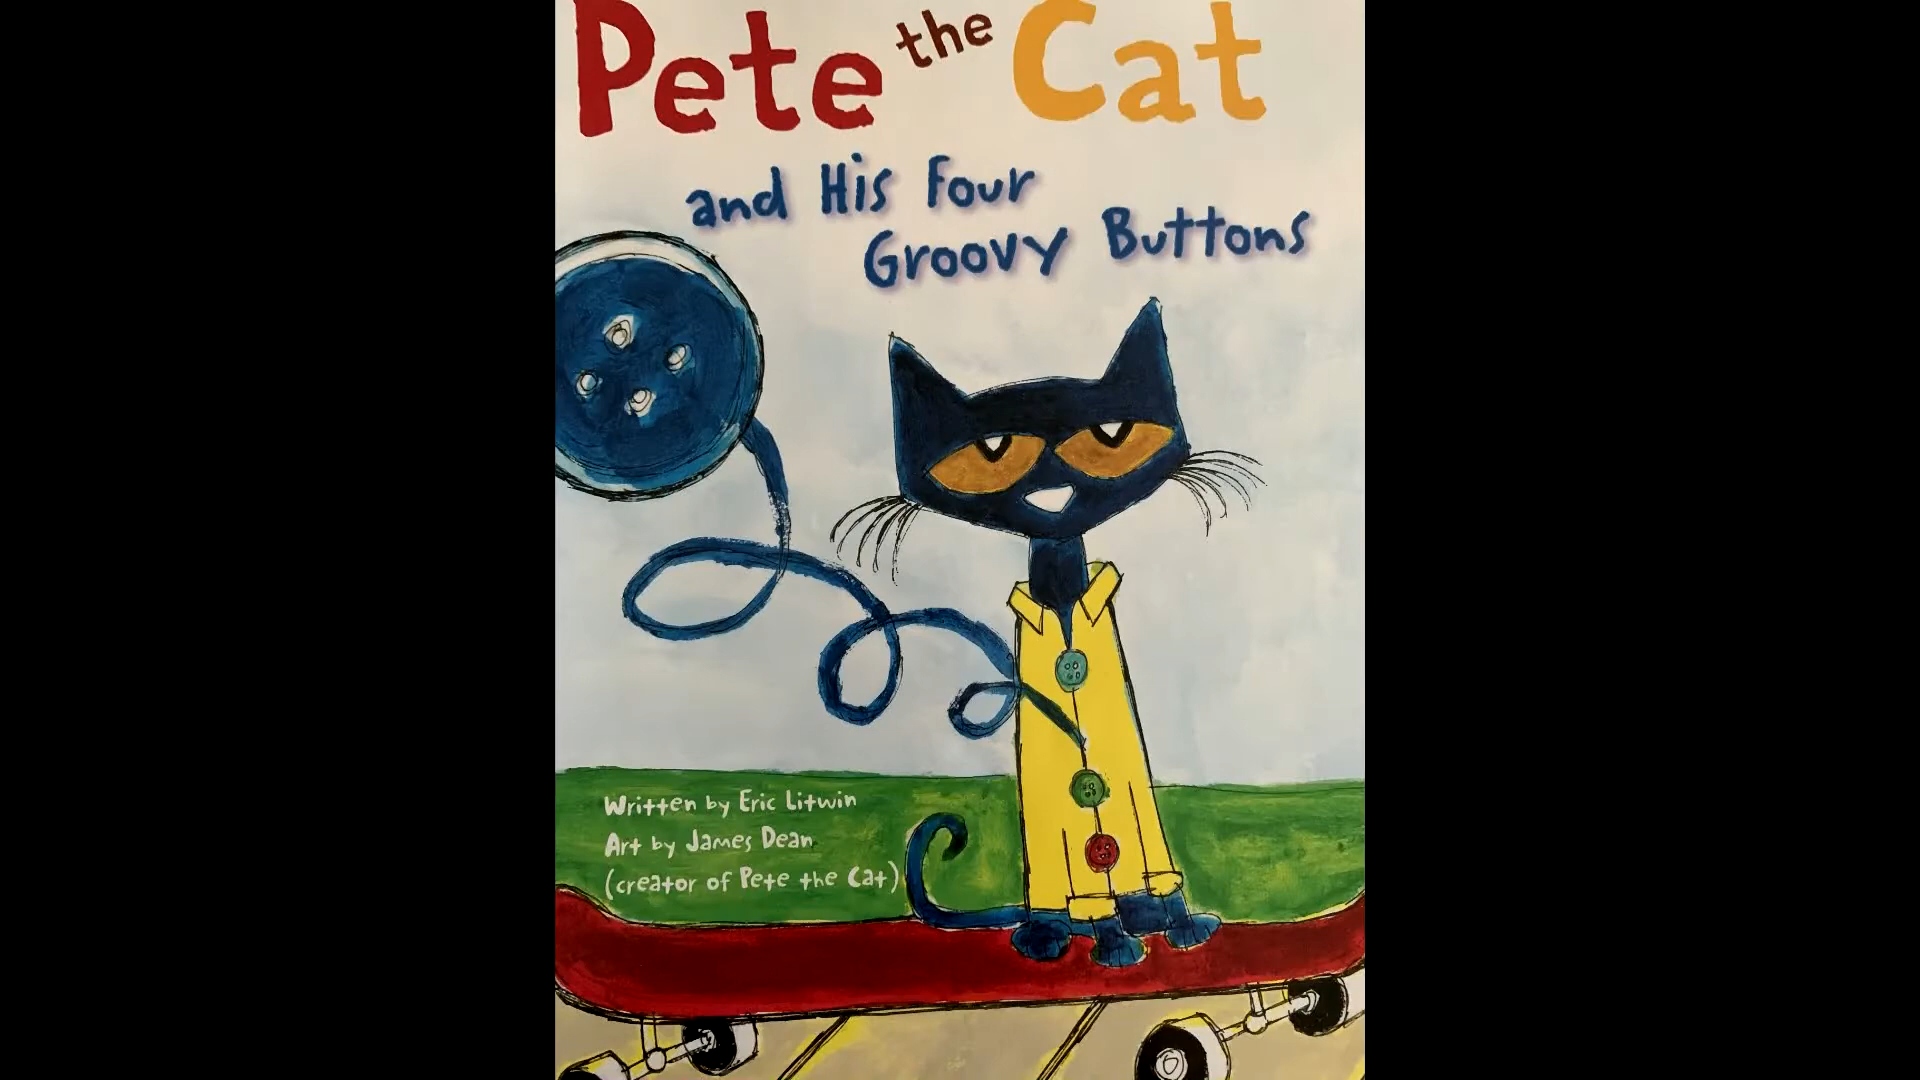 Pete the Cat
and His Four
Groovy Buttons
Written by Eric Litwin
Art by James Dean
(creator of Pete the Cat)